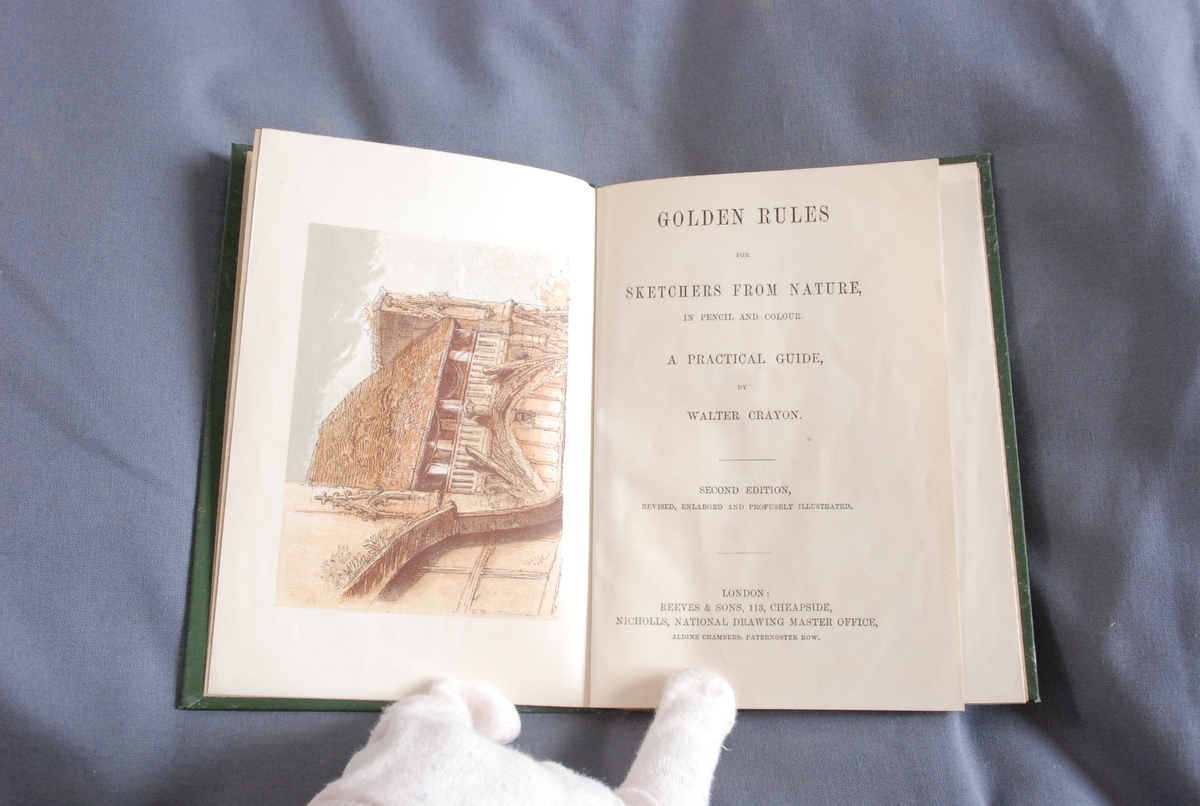 GOLDEN RULES
FOR
SKETCHERS FROM NATURE,
IN PENCIL AND COLOUR.
A PRACTICAL GUIDE,
BY
WALTER CRAYON.
SECOND EDITION,
REVISED, ENLARGED AND PROFUSELY ILLUSTRATED.
LONDON:
REEVES & SONS, 113, CHEAPSIDE,
NICHOLLS, NATIONAL DRAWING MASTER OFFICE,
ALDINE CHAMBERS, PATERNOSTER ROW.